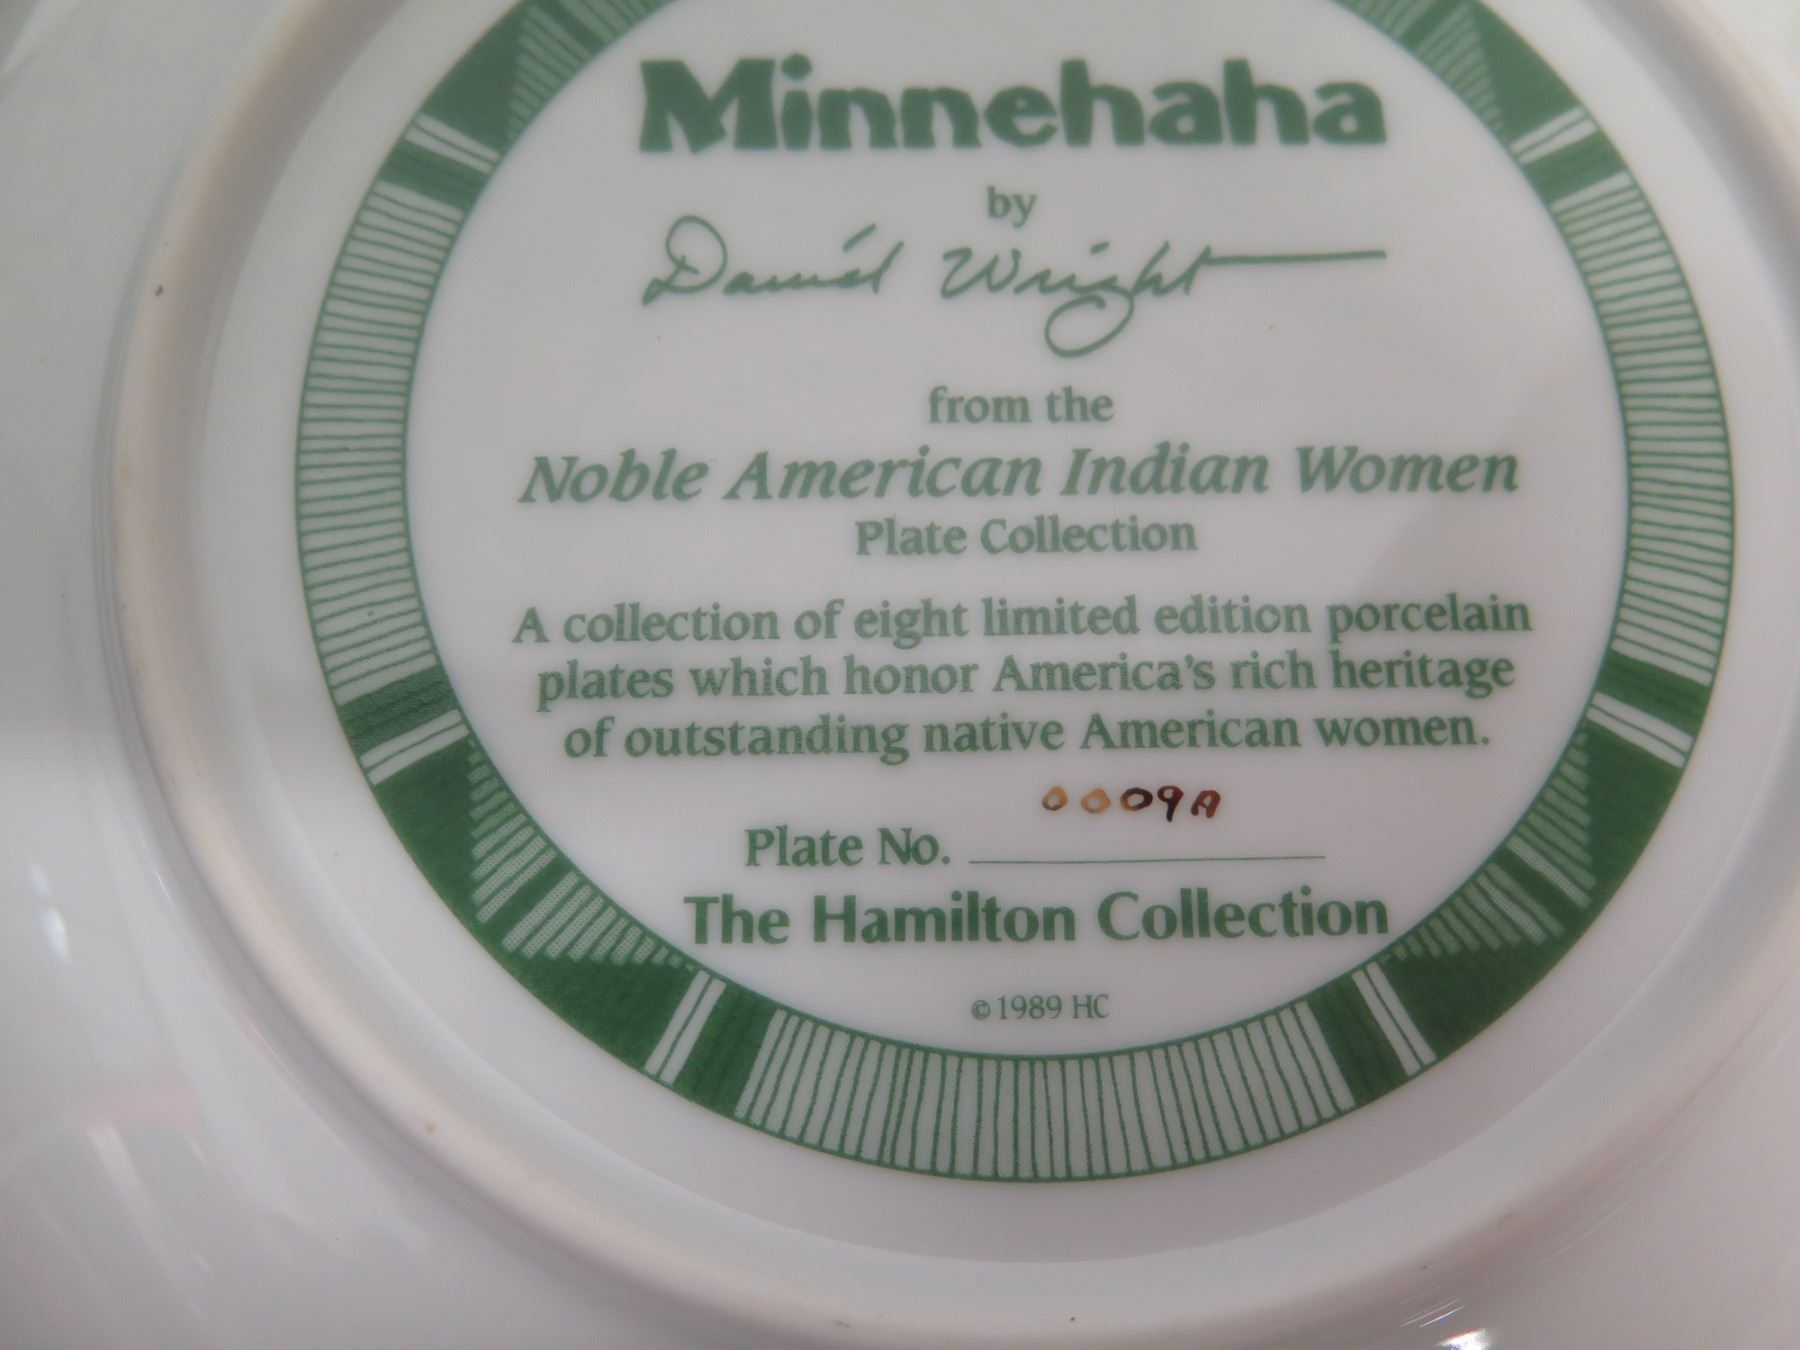 Minnehaha
by
Daniel Wright
from the
Noble American Indian Women
Plate Collection
A collection of eight limited edition porcelain
plates which honor America's rich heritage
of outstanding native American women.
0009A
Plate No.
The Hamilton Collection
©1989 HC